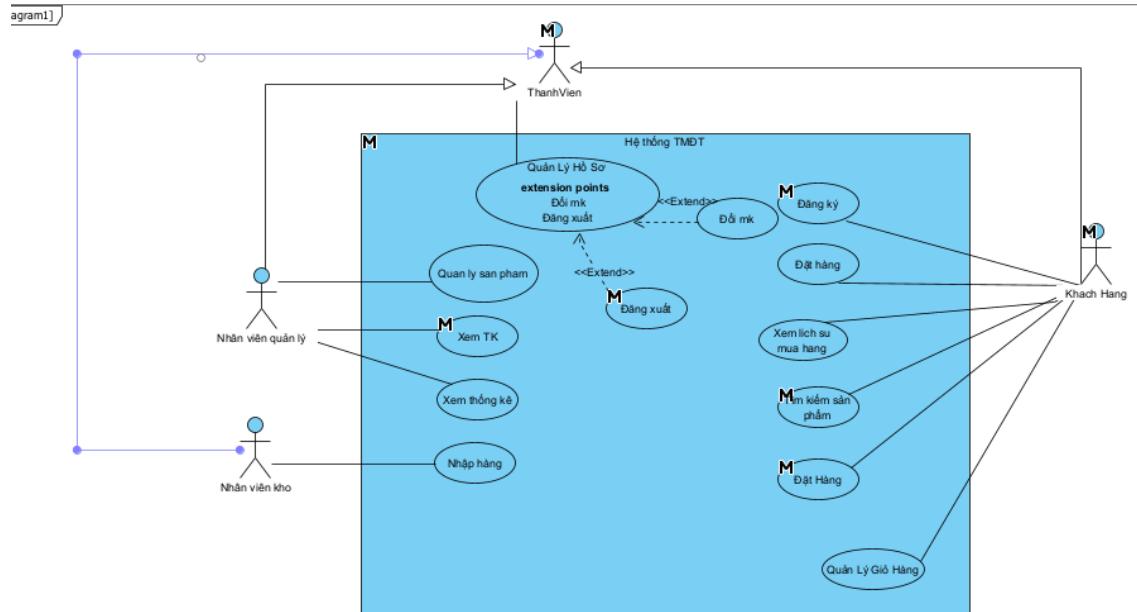 agram1]
ThanhVien
Hệ thống TMĐT
Quản Lý Hồ Sơ
extension points
Đổi mk
Đăng xuất
<<Extend>>
Đổi mk
Đăng ký
<<Extend>>
Đăng xuất
Quan ly san pham
Đặt hàng
Khach Hang
Nhân viên quản lý
Xem TK
Xem lich su
mua hang
Xem thống kê
kiếm sản
phẩm
Nhập hàng
Đặt Hàng
Nhân viên kho
Quản Lý Giỏ Hàng
M
M
M
M
M
M
M
M